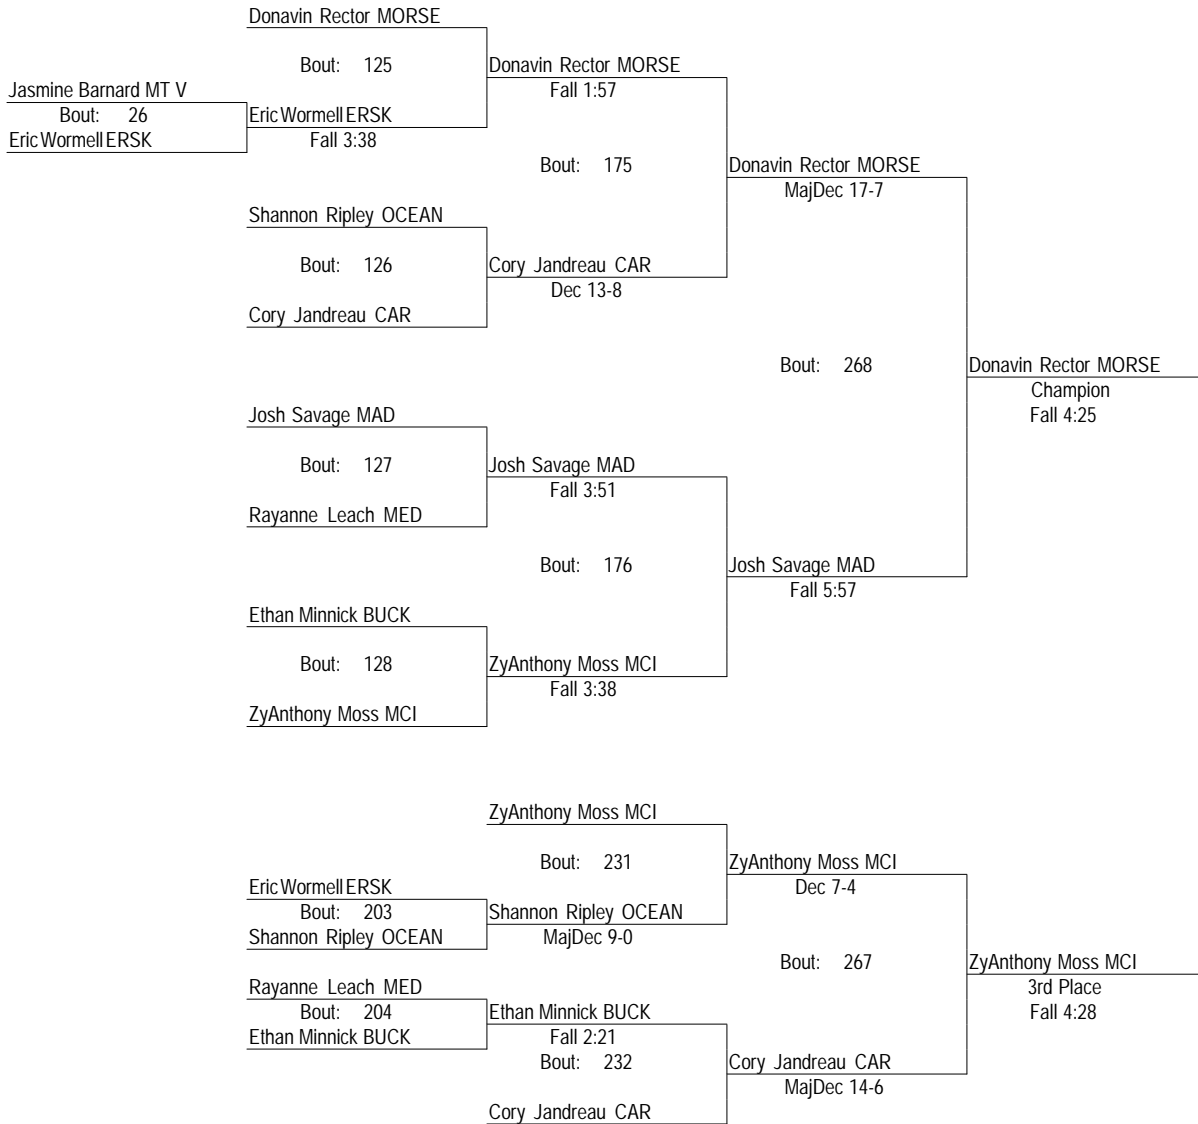 Donavin Rector MORSE
Bout: 125
Donavin Rector MORSE
Fall 1:57
Jasmine Barnard MT V
Bout: 26
Eric Wormell ERSK
Eric Wormell ERSK
Fall 3:38
Bout: 175
Donavin Rector MORSE
MajDec 17-7
Shannon Ripley OCEAN
Bout: 126
Cory Jandreau CAR
Dec 13-8
Cory Jandreau CAR
Bout: 268
Donavin Rector MORSE
Champion
Fall 4:25
Josh Savage MAD
Bout: 127
Josh Savage MAD
Fall 3:51
Rayanne Leach MED
Bout: 176
Josh Savage MAD
Fall 5:57
Ethan Minnick BUCK
Bout: 128
ZyAnthony Moss MCI
Fall 3:38
ZyAnthony Moss MCI
ZyAnthony Moss MCI
Bout: 231
ZyAnthony Moss MCI
Dec 7-4
Eric Wormell ERSK
Bout: 203
Shannon Ripley OCEAN
Shannon Ripley OCEAN
MajDec 9-0
Bout: 267
ZyAnthony Moss MCI
3rd Place
Fall 4:28
Rayanne Leach MED
Bout: 204
Ethan Minnick BUCK
Ethan Minnick BUCK
Fall 2:21
Bout: 232
Cory Jandreau CAR
MajDec 14-6
Cory Jandreau CAR